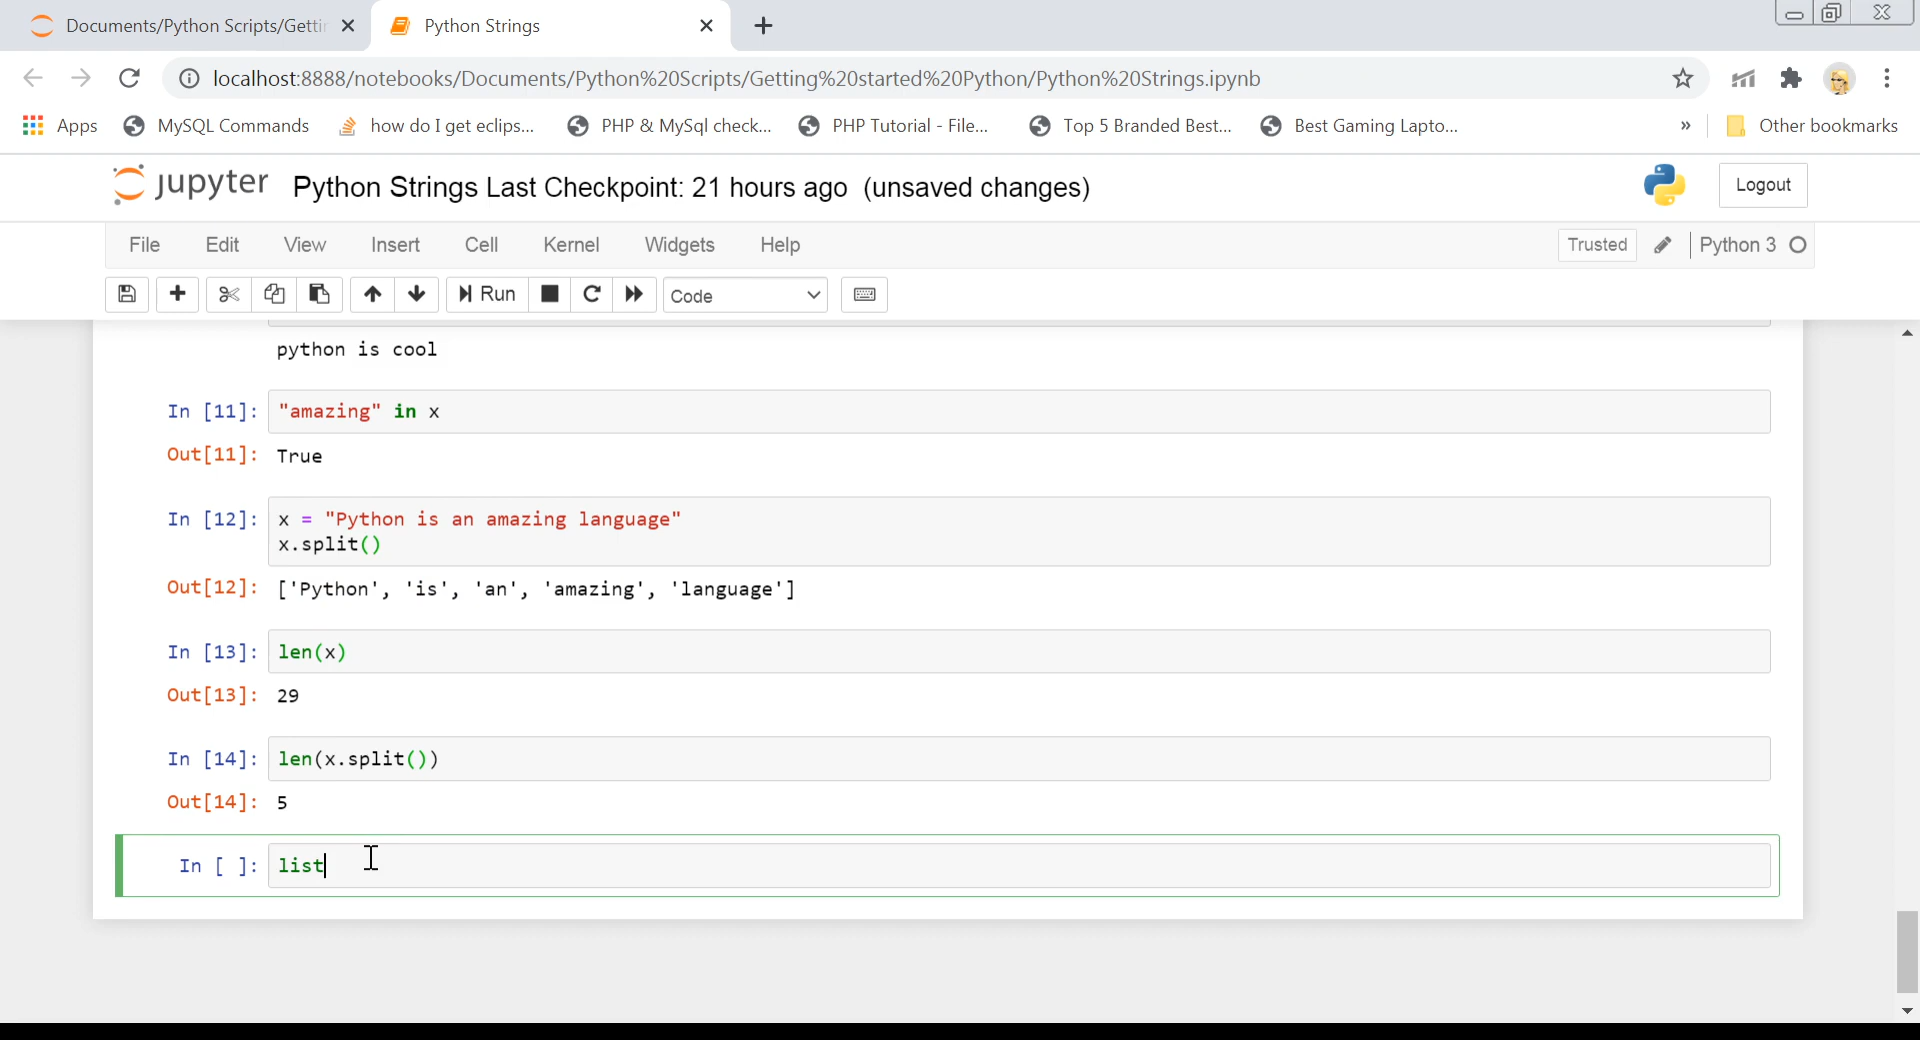 Documents/Python Scripts/Getti
Python Strings
localhost:8888/notebooks/Documents/Python%20Scripts/Getting%20started%20Python/Python%20Strings.ipynb
Apps
MySQL Commands
how do I get eclips...
PHP & MySql check...
PHP Tutorial - File...
Top 5 Branded Best...
Best Gaming Lapto...
»
Other bookmarks
jupyter
Python Strings Last Checkpoint: 21 hours ago (unsaved changes)
Logout
File Edit View Insert Cell Kernel Widgets Help
Trusted
Python 3
Run
Code
python is cool
In [11]: "amazing" in x
Out[11]: True
In [12]: x = "Python is an amazing language"
x.split()
Out[12]: ['Python', 'is', 'an', 'amazing', 'language']
In [13]: len(x)
Out[13]: 29
In [14]: len(x.split())
Out[14]: 5
In [ ]: list